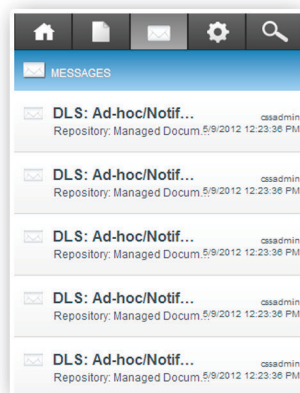 MESSAGES
DLS: Ad-hoc/Notif... cssadmin
Repository: Managed Docum... 5/9/2012 12:23:36 PM
DLS: Ad-hoc/Notif... cssadmin
Repository: Managed Docum... 5/9/2012 12:23:36 PM
DLS: Ad-hoc/Notif... cssadmin
Repository: Managed Docum... 5/9/2012 12:23:36 PM
DLS: Ad-hoc/Notif... cssadmin
Repository: Managed Docum... 5/9/2012 12:23:36 PM
DLS: Ad-hoc/Notif... cssadmin
Repository: Managed Docum... 5/9/2012 12:23:36 PM